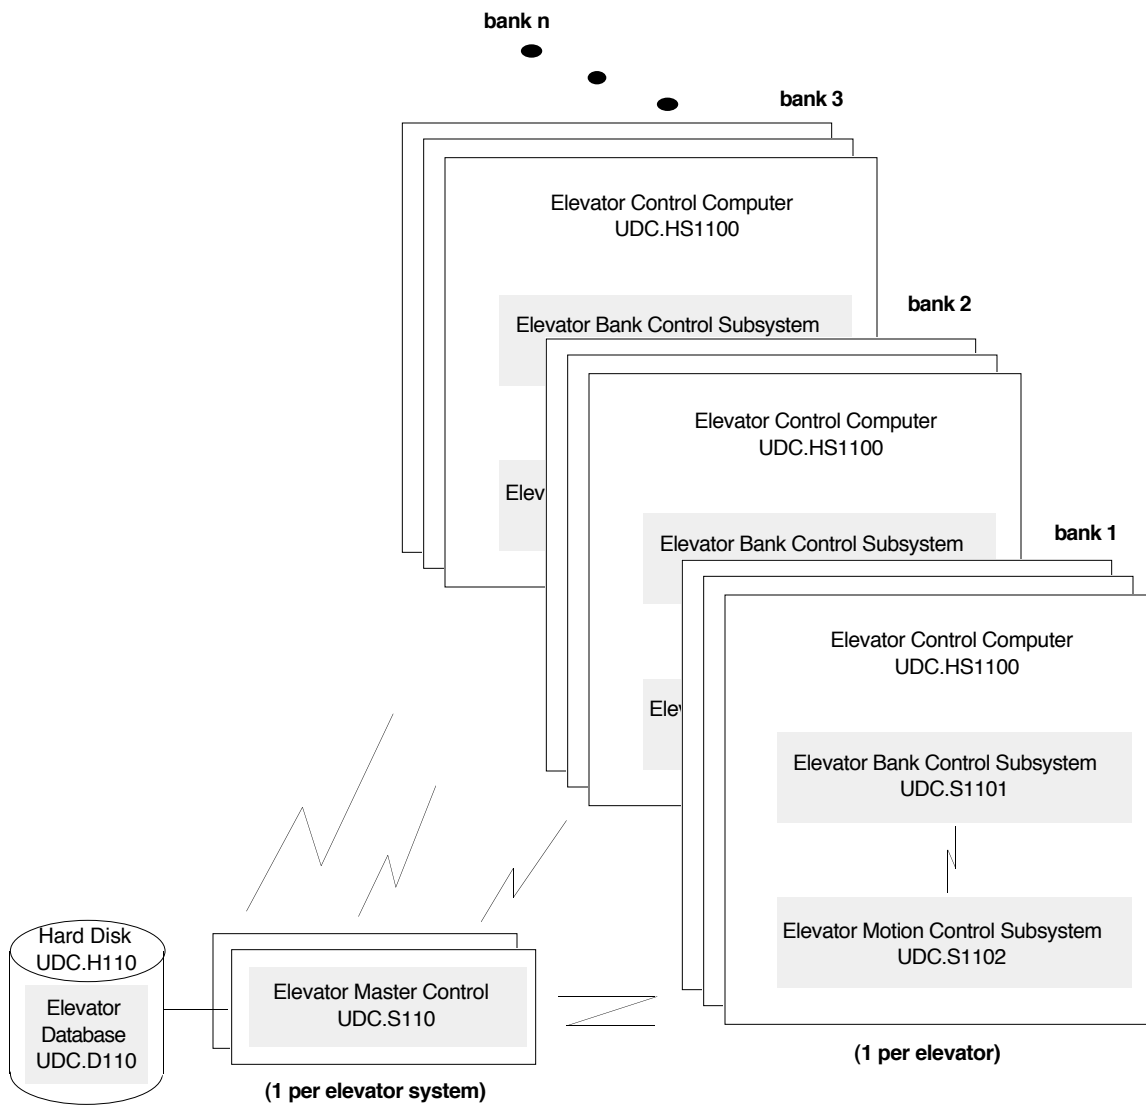 bank n
bank 3
Elevator Control Computer
UDC.HS1100
Elevator Bank Control Subsystem
Elev
bank 2
Elevator Control Computer
UDC.HS1100
Elevator Bank Control Subsystem
Ele
bank 1
Elevator Control Computer
UDC.HS1100
Elevator Bank Control Subsystem
UDC.S1101
Elevator Motion Control Subsystem
UDC.S1102
(1 per elevator)
Hard Disk
UDC.H110
Elevator
Database
UDC.D110
Elevator Master Control
UDC.S110
(1 per elevator system)